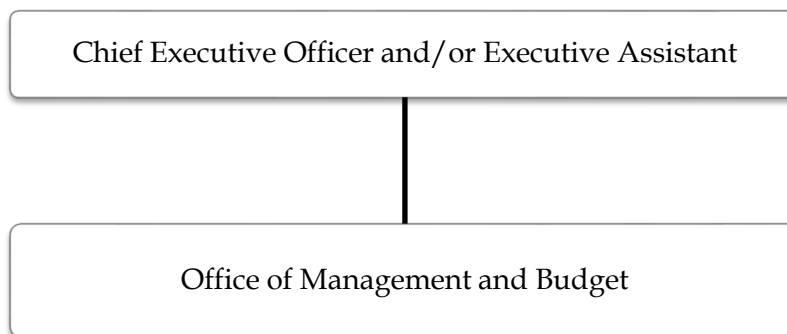 Chief Executive Officer and/or Executive Assistant
Office of Management and Budget